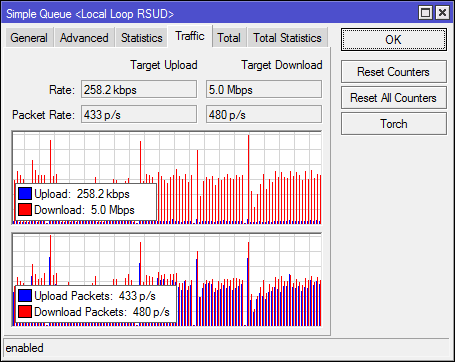 Simple Queue <Local Loop RSUD>
General Advanced Statistics Traffic Total Total Statistics
Target Upload Target Download
Rate: 258.2 kbps 5.0 Mbps
Packet Rate: 433 p/s 480 p/s
Upload: 258.2 kbps
Download: 5.0 Mbps
Upload Packets: 433 p/s
Download Packets: 480 p/s
OK
Reset Counters
Reset All Counters
Torch
enabled